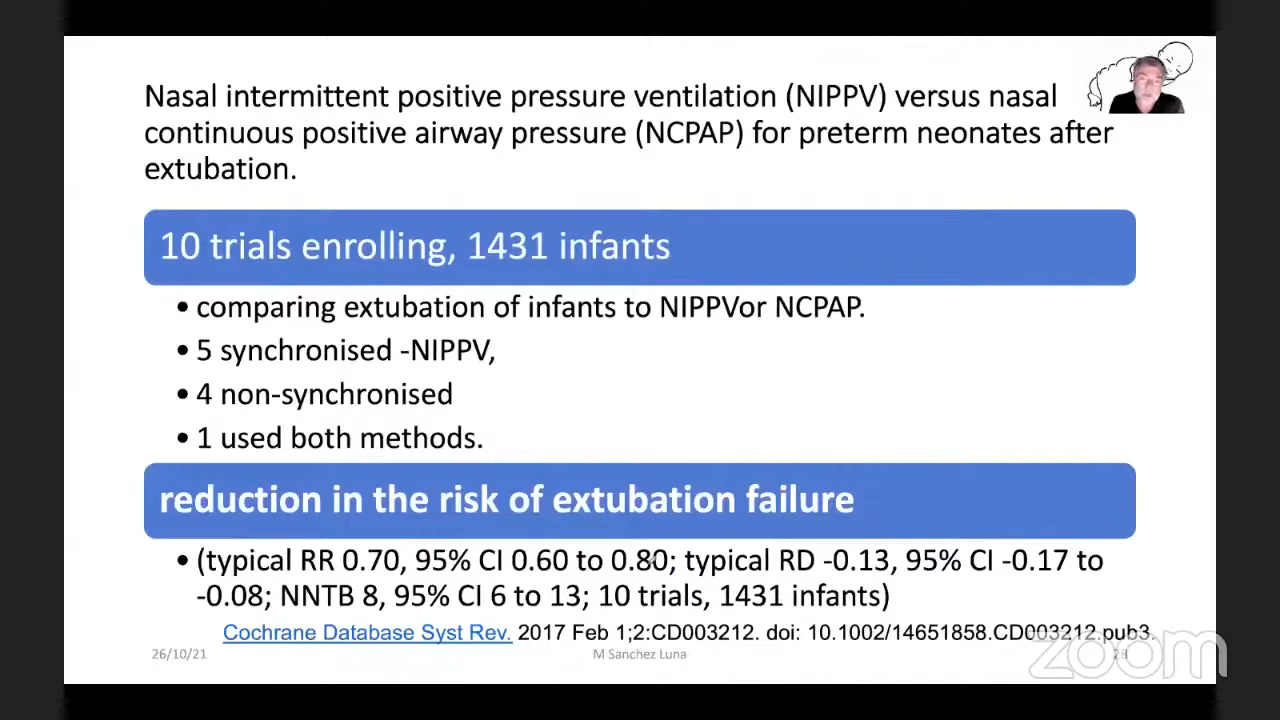 Nasal intermittent positive pressure ventilation (NIPPV) versus nasal
continuous positive airway pressure (NCPAP) for preterm neonates after
extubation.
10 trials enrolling, 1431 infants
• comparing extubation of infants to NIPPVor NCPAP.
• 5 synchronised -NIPPV,
• 4 non-synchronised
• 1 used both methods.
reduction in the risk of extubation failure
• (typical RR 0.70, 95% CI 0.60 to 0.80; typical RD -0.13, 95% CI -0.17 to
-0.08; NNTB 8, 95% CI 6 to 13; 10 trials, 1431 infants)
Cochrane Database Syst Rev. 2017 Feb 1;2:CD003212. doi: 10.1002/14651858.CD003212.pub3.
26/10/21 M Sanchez Luna 28
zoom